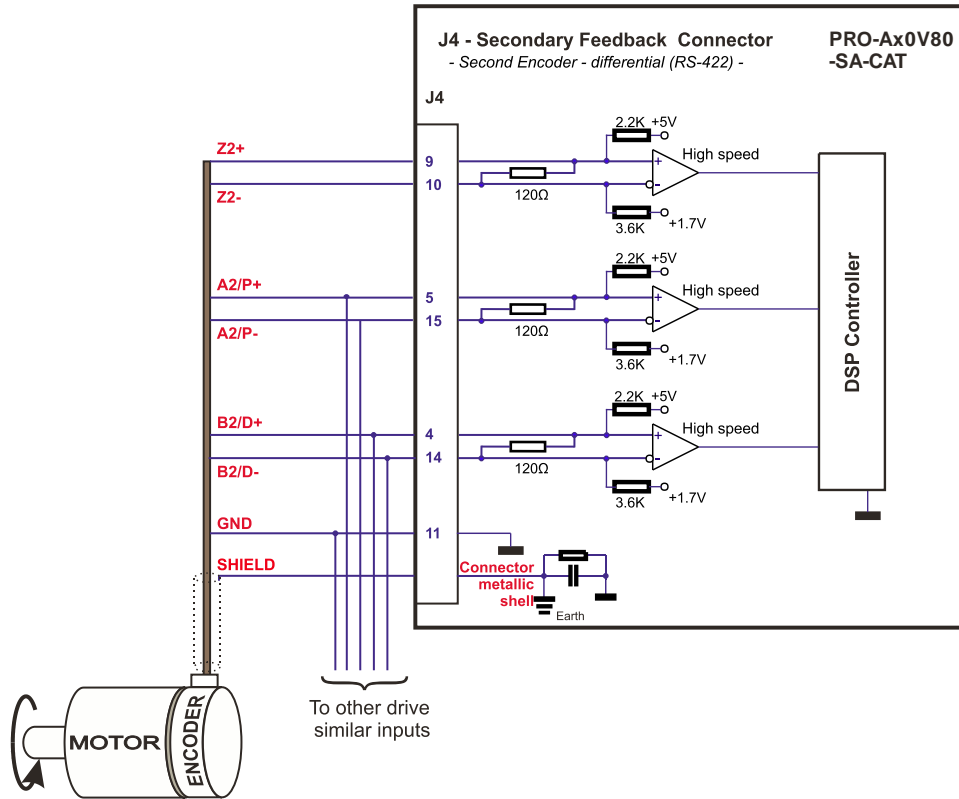 J4 - Secondary Feedback Connector
- Second Encoder - differential (RS-422) -
PRO-Ax0V80
-SA-CAT
J4
Z2+
9
Z2-
10
120Ω
2.2K +5V
High speed
3.6K
+1.7V
A2/P+
5
A2/P-
15
120Ω
2.2K +5V
High speed
3.6K
+1.7V
B2/D+
4
B2/D-
14
120Ω
2.2K +5V
High speed
3.6K
+1.7V
DSP Controller
GND
11
SHIELD
Connector
metallic
shell
Earth
To other drive
similar inputs
MOTOR
ENCODER